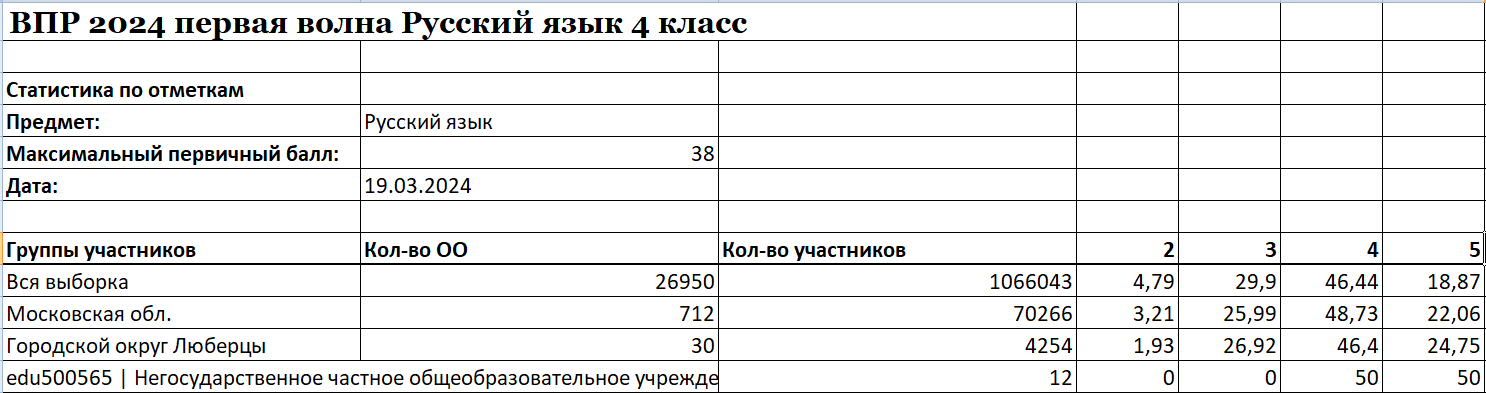 ВПР 2024 первая волна Русский язык 4 класс
Статистика по отметкам
Предмет: Русский язык
Максимальный первичный балл: 38
Дата: 19.03.2024
Группы участников Кол-во ОО Кол-во участников 2 3 4 5
Вся выборка 26950 1066043 4,79 29,9 46,44 18,87
Московская обл. 712 70266 3,21 25,99 48,73 22,06
Городской округ Люберцы 30 4254 1,93 26,92 46,4 24,75
edu500565 | Негосударственное частное общеобразовательное учрежде 12 0 0 50 50